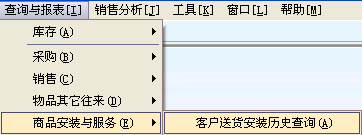 查询与报表[I] 销售分析[J] 工具[K] 窗口[L] 帮助[M]
库存(A)
采购(B)
销售(C)
物品其它往来(D)
商品安装与服务(E) 客户送货安装历史查询(A)